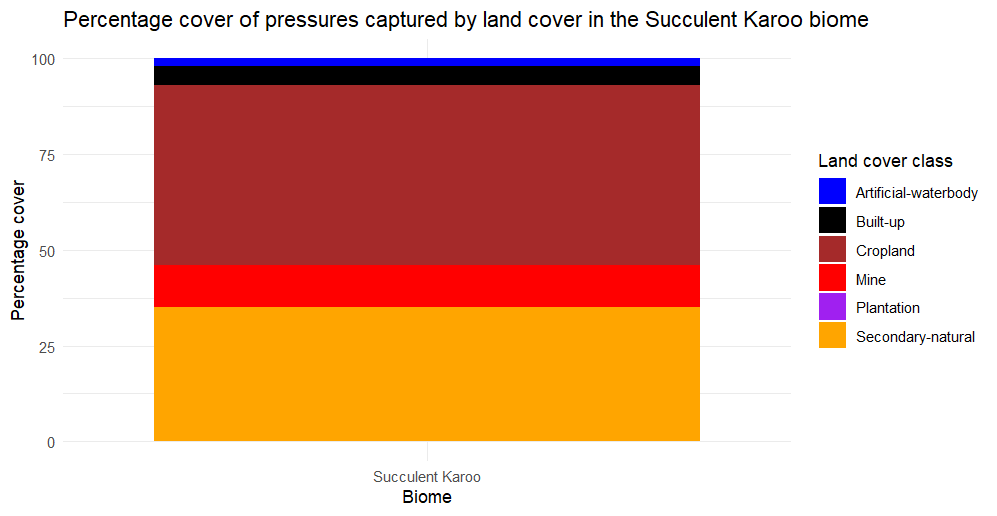 Percentage cover of pressures captured by land cover in the Succulent Karoo biome
100
75
50
25
0
Percentage cover
Succulent Karoo
Biome
Land cover class
Artificial-waterbody
Built-up
Cropland
Mine
Plantation
Secondary-natural